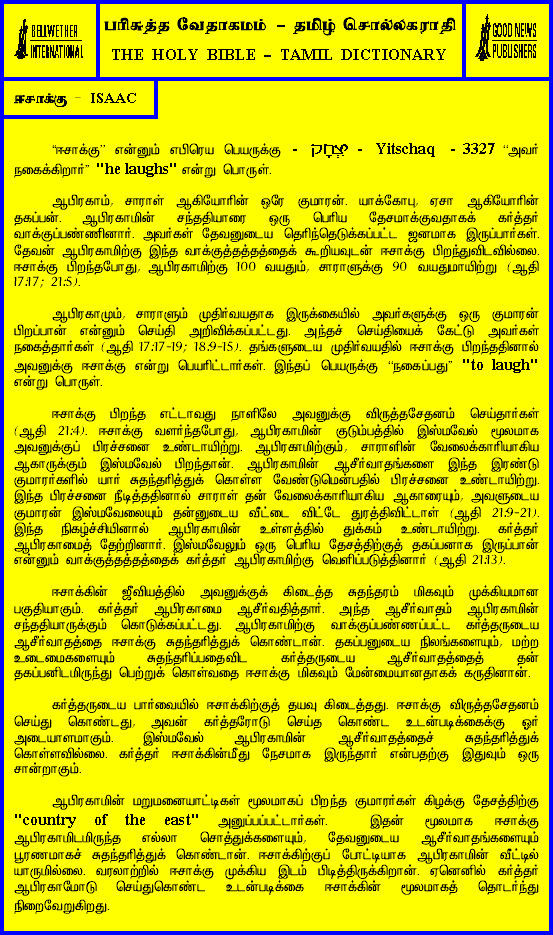 BELLWETHER
INTERNATIONAL
பரிசுத்த வேதாகமம் – தமிழ் சொல்லகராதி
THE HOLY BIBLE – TAMIL DICTIONARY
GOOD NEWS
PUBLISHERS
ஈசாக்கு – ISAAC
“ஈசாக்கு” என்னும் எபிரெய பெயருக்கு - יִצְחָק - Yitschaq - 3327 “அவர்
நகைக்கிறார்” "he laughs" என்று பொருள்.
ஆபிரகாம், சாராள் ஆகியோரின் ஒரே குமாரன். யாக்கோபு, ஏசா ஆகியோரின்
தகப்பன். ஆபிரகாமின் சந்ததியாரை ஒரு பெரிய தேசமாக்குவதாகக் கர்த்தர்
வாக்குப்பண்ணினார். அவர்கள் தேவனுடைய தெரிந்தெடுக்கப்பட்ட ஜனமாக இருப்பார்கள்.
தேவன் ஆபிரகாமிற்கு இந்த வாக்குத்தத்தத்தைக் கூறியவுடன் ஈசாக்கு பிறந்துவிடவில்லை.
ஈசாக்கு பிறந்தபோது, ஆபிரகாமிற்கு 100 வயதும், சாராளுக்கு 90 வயதுமாயிற்று (ஆதி
17:17; 21:5).
ஆபிரகாமும், சாராளும் முதிர்வயதாக இருக்கையில் அவர்களுக்கு ஒரு குமாரன்
பிறப்பான் என்னும் செய்தி அறிவிக்கப்பட்டது. அந்தச் செய்தியைக் கேட்டு அவர்கள்
நகைத்தார்கள் (ஆதி 17:17-19; 18:9-15). தங்களுடைய முதிர்வயதில் ஈசாக்கு பிறந்ததினால்
அவனுக்கு ஈசாக்கு என்று பெயரிட்டார்கள். இந்தப் பெயருக்கு “நகைப்பது” "to laugh"
என்று பொருள்.
ஈசாக்கு பிறந்த எட்டாவது நாளிலே அவனுக்கு விருத்தசேதனம் செய்தார்கள்
(ஆதி 21:4). ஈசாக்கு வளர்ந்தபோது, ஆபிரகாமின் குடும்பத்தில் இஸ்மவேல் மூலமாக
அவனுக்குப் பிரச்சனை உண்டாயிற்று. ஆபிரகாமிற்கும், சாராளின் வேலைக்காரியாகிய
ஆகாருக்கும் இஸ்மவேல் பிறந்தான். ஆபிரகாமின் ஆசீர்வாதங்களை இந்த இரண்டு
குமாரர்களில் யார் சுதந்தரித்துக் கொள்ள வேண்டுமென்பதில் பிரச்சனை உண்டாயிற்று.
இந்த பிரச்சனை நீடித்ததினால் சாராள் தன் வேலைக்காரியாகிய ஆகாரையும், அவளுடைய
குமாரன் இஸ்மவேலையும் தன்னுடைய வீட்டை விட்டே துரத்திவிட்டாள் (ஆதி 21:9-21).
இந்த நிகழ்ச்சியினால் ஆபிரகாமின் உள்ளத்தில் துக்கம் உண்டாயிற்று. கர்த்தர்
ஆபிரகாமைத் தேற்றினார். இஸ்மவேலும் ஒரு பெரிய தேசத்திற்குத் தகப்பனாக இருப்பான்
என்னும் வாக்குத்தத்தத்தைக் கர்த்தர் ஆபிரகாமிற்கு வெளிப்படுத்தினார் (ஆதி 21:13).
ஈசாக்கின் ஜீவியத்தில் அவனுக்குக் கிடைத்த சுதந்தரம் மிகவும் முக்கியமான
பகுதியாகும். கர்த்தர் ஆபிரகாமை ஆசீர்வதித்தார். அந்த ஆசீர்வாதம் ஆபிரகாமின்
சந்ததியாருக்கும் கொடுக்கப்பட்டது. ஆபிரகாமிற்கு வாக்குப்பண்ணப்பட்ட கர்த்தருடைய
ஆசீர்வாதத்தை ஈசாக்கு சுதந்தரித்துக் கொண்டான். தகப்பனுடைய நிலங்களையும், மற்ற
உடைமைகளையும் சுதந்தரிப்பதைவிட கர்த்தருடைய ஆசீர்வாதத்தைத் தன்
தகப்பனிடமிருந்து பெற்றுக் கொள்வதை ஈசாக்கு மிகவும் மேன்மையானதாகக் கருதினான்.
கர்த்தருடைய பார்வையில் ஈசாக்கிற்குத் தயவு கிடைத்தது. ஈசாக்கு விருத்தசேதனம்
செய்து கொண்டது, அவன் கர்த்தரோடு செய்த கொண்ட உடன்படிக்கைக்கு ஓர்
அடையாளமாகும். இஸ்மவேல் ஆபிரகாமின் ஆசீர்வாதத்தைச் சுதந்தரித்துக்
கொள்ளவில்லை. கர்த்தர் ஈசாக்கின்மீது நேசமாக இருந்தார் என்பதற்கு இதுவும் ஒரு
சான்றாகும்.
ஆபிரகாமின் மறுமனையாட்டிகள் மூலமாகப் பிறந்த குமாரர்கள் கிழக்கு தேசத்திற்கு
"country of the east" அனுப்பப்பட்டார்கள். இதன் மூலமாக ஈசாக்கு
ஆபிரகாமிடமிருந்த எல்லா சொத்துக்களையும், தேவனுடைய ஆசீர்வாதங்களையும்
பூரணமாகச் சுதந்தரித்துக் கொண்டான். ஈசாக்கிற்குப் போட்டியாக ஆபிரகாமின் வீட்டில்
யாருமில்லை. வரலாற்றில் ஈசாக்கு முக்கிய இடம் பிடித்திருக்கிறான். ஏனெனில் கர்த்தர்
ஆபிரகாமோடு செய்துகொண்ட உடன்படிக்கை ஈசாக்கின் மூலமாகத் தொடர்ந்து
நிறைவேறுகிறது.